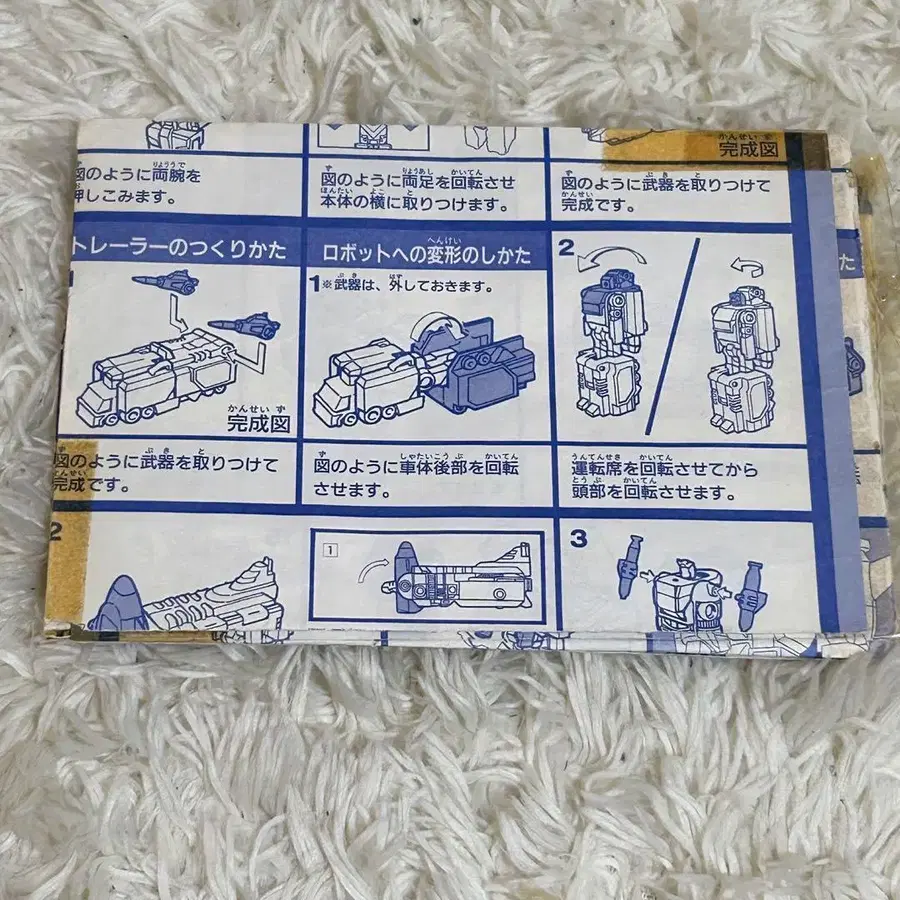 完成図
図のように両腕を
押しこみます。
図のように両足を回転させ
本体の横に取りつけます。
図のように武器を取りつけて
完成です。
トレーラーのつくりかた
完成図
図のように武器を取りつけて
完成です。
ロボットへの変形のしかた
1 ※武器は、外しておきます。
図のように車体後部を回転
させます。
2
運転席を回転させてから
頭部を回転させます。
2
1
3
た